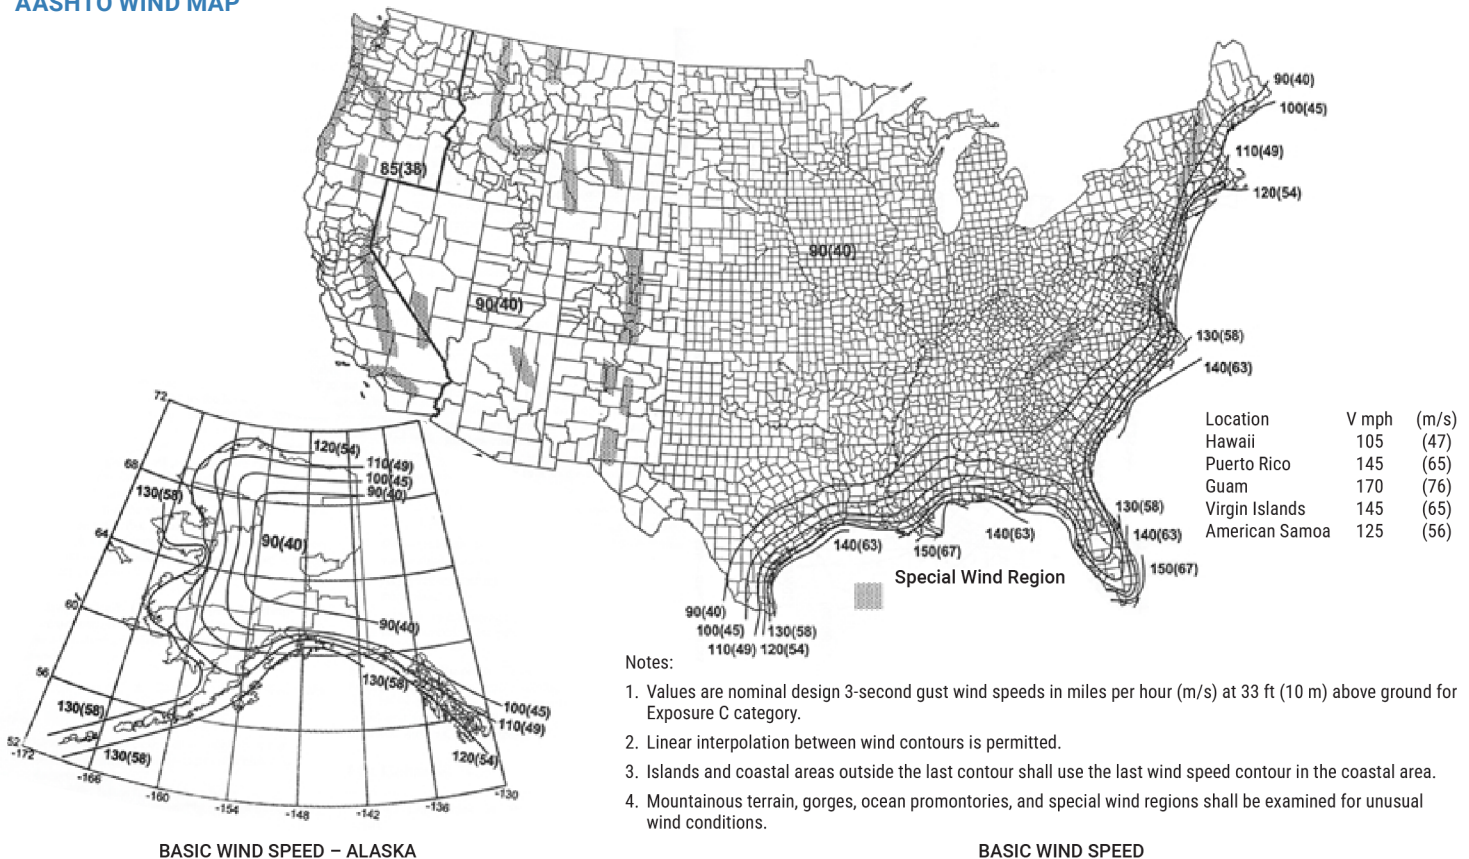 AASHTO WIND MAP
90(40)
100(45)
110(49)
120(54)
85(38)
90(40)
90(40)
130(58)
140(63)
Location V mph (m/s)
Hawaii 105 (47)
Puerto Rico 145 (65)
Guam 170 (76)
Virgin Islands 145 (65)
American Samoa 125 (56)
130(58)
140(63)
150(67)
140(63)
150(67)
140(63)
Special Wind Region
90(40)
100(45)
130(58)
110(49) 120(54)
72
68
64
60
56
52
-172
-166
-160
-154
-148
-142
-136
-130
120(54)
110(49)
100(45)
90(40)
130(58)
90(40)
90(40)
130(58)
130(58)
130(58)
100(45)
110(49)
120(54)
Notes:
1. Values are nominal design 3-second gust wind speeds in miles per hour (m/s) at 33 ft (10 m) above ground for
Exposure C category.
2. Linear interpolation between wind contours is permitted.
3. Islands and coastal areas outside the last contour shall use the last wind speed contour in the coastal area.
4. Mountainous terrain, gorges, ocean promontories, and special wind regions shall be examined for unusual
wind conditions.
BASIC WIND SPEED – ALASKA
BASIC WIND SPEED